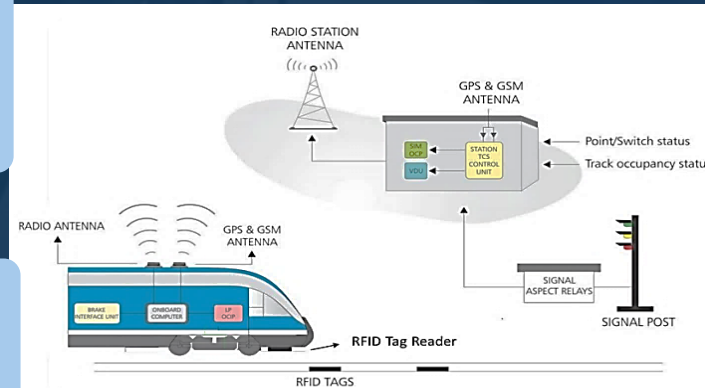 RADIO STATION
ANTENNA
GPS & GSM
ANTENNA
SIM
OCP
VDU
STATION
TCS
CONTROL
UNIT
Point/Switch status
Track occupancy statu
RADIO ANTENNA
GPS & GSM
ANTENNA
BRAKE
INTERFACE UNIT
ONBOARD
COMPUTER
LP
OCIP
SIGNAL
ASPECT RELAYS
SIGNAL POST
RFID Tag Reader
RFID TAGS